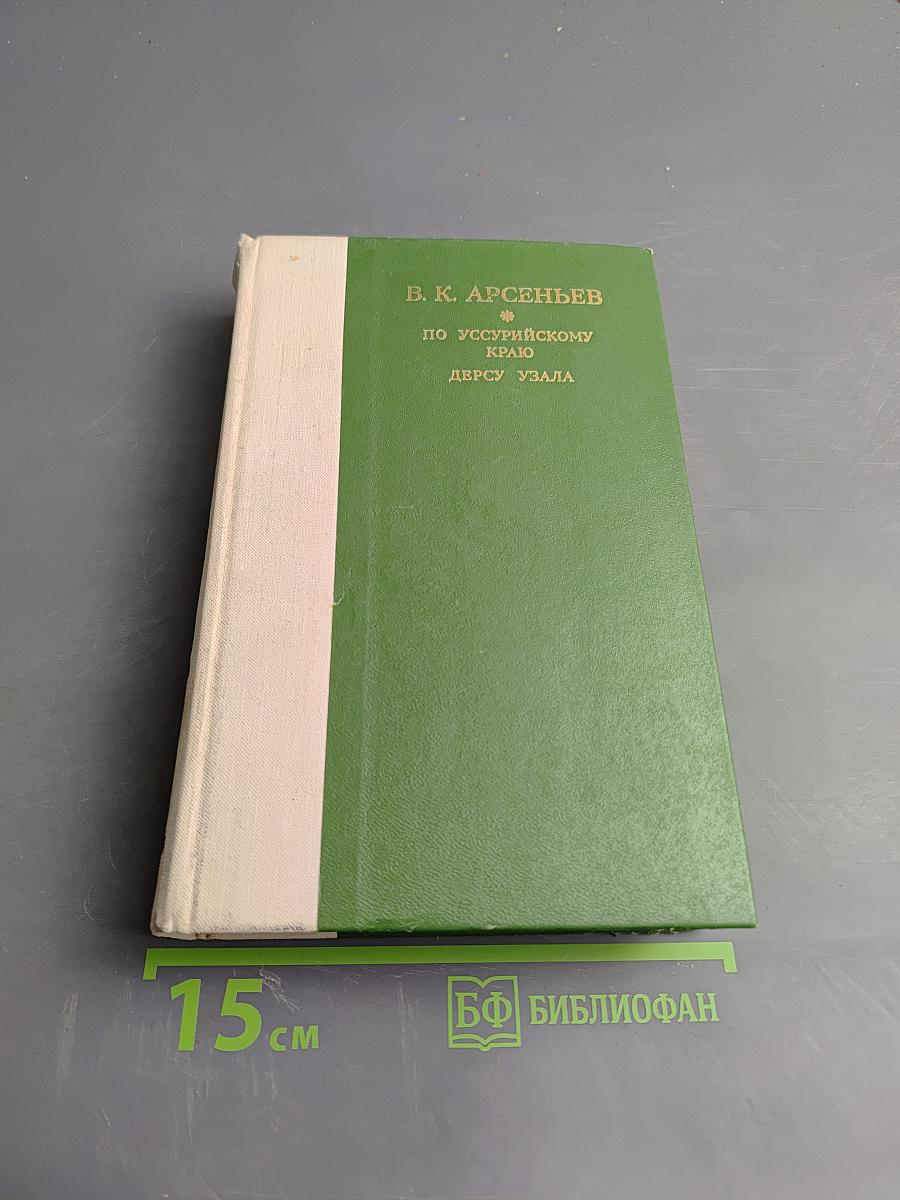 В. К. АРСЕНЬЕВ
ПО УССУРИЙСКОМУ
КРАЮ
ДЕРСУ УЗАЛА
15 см
БФ БИБЛИОФАН